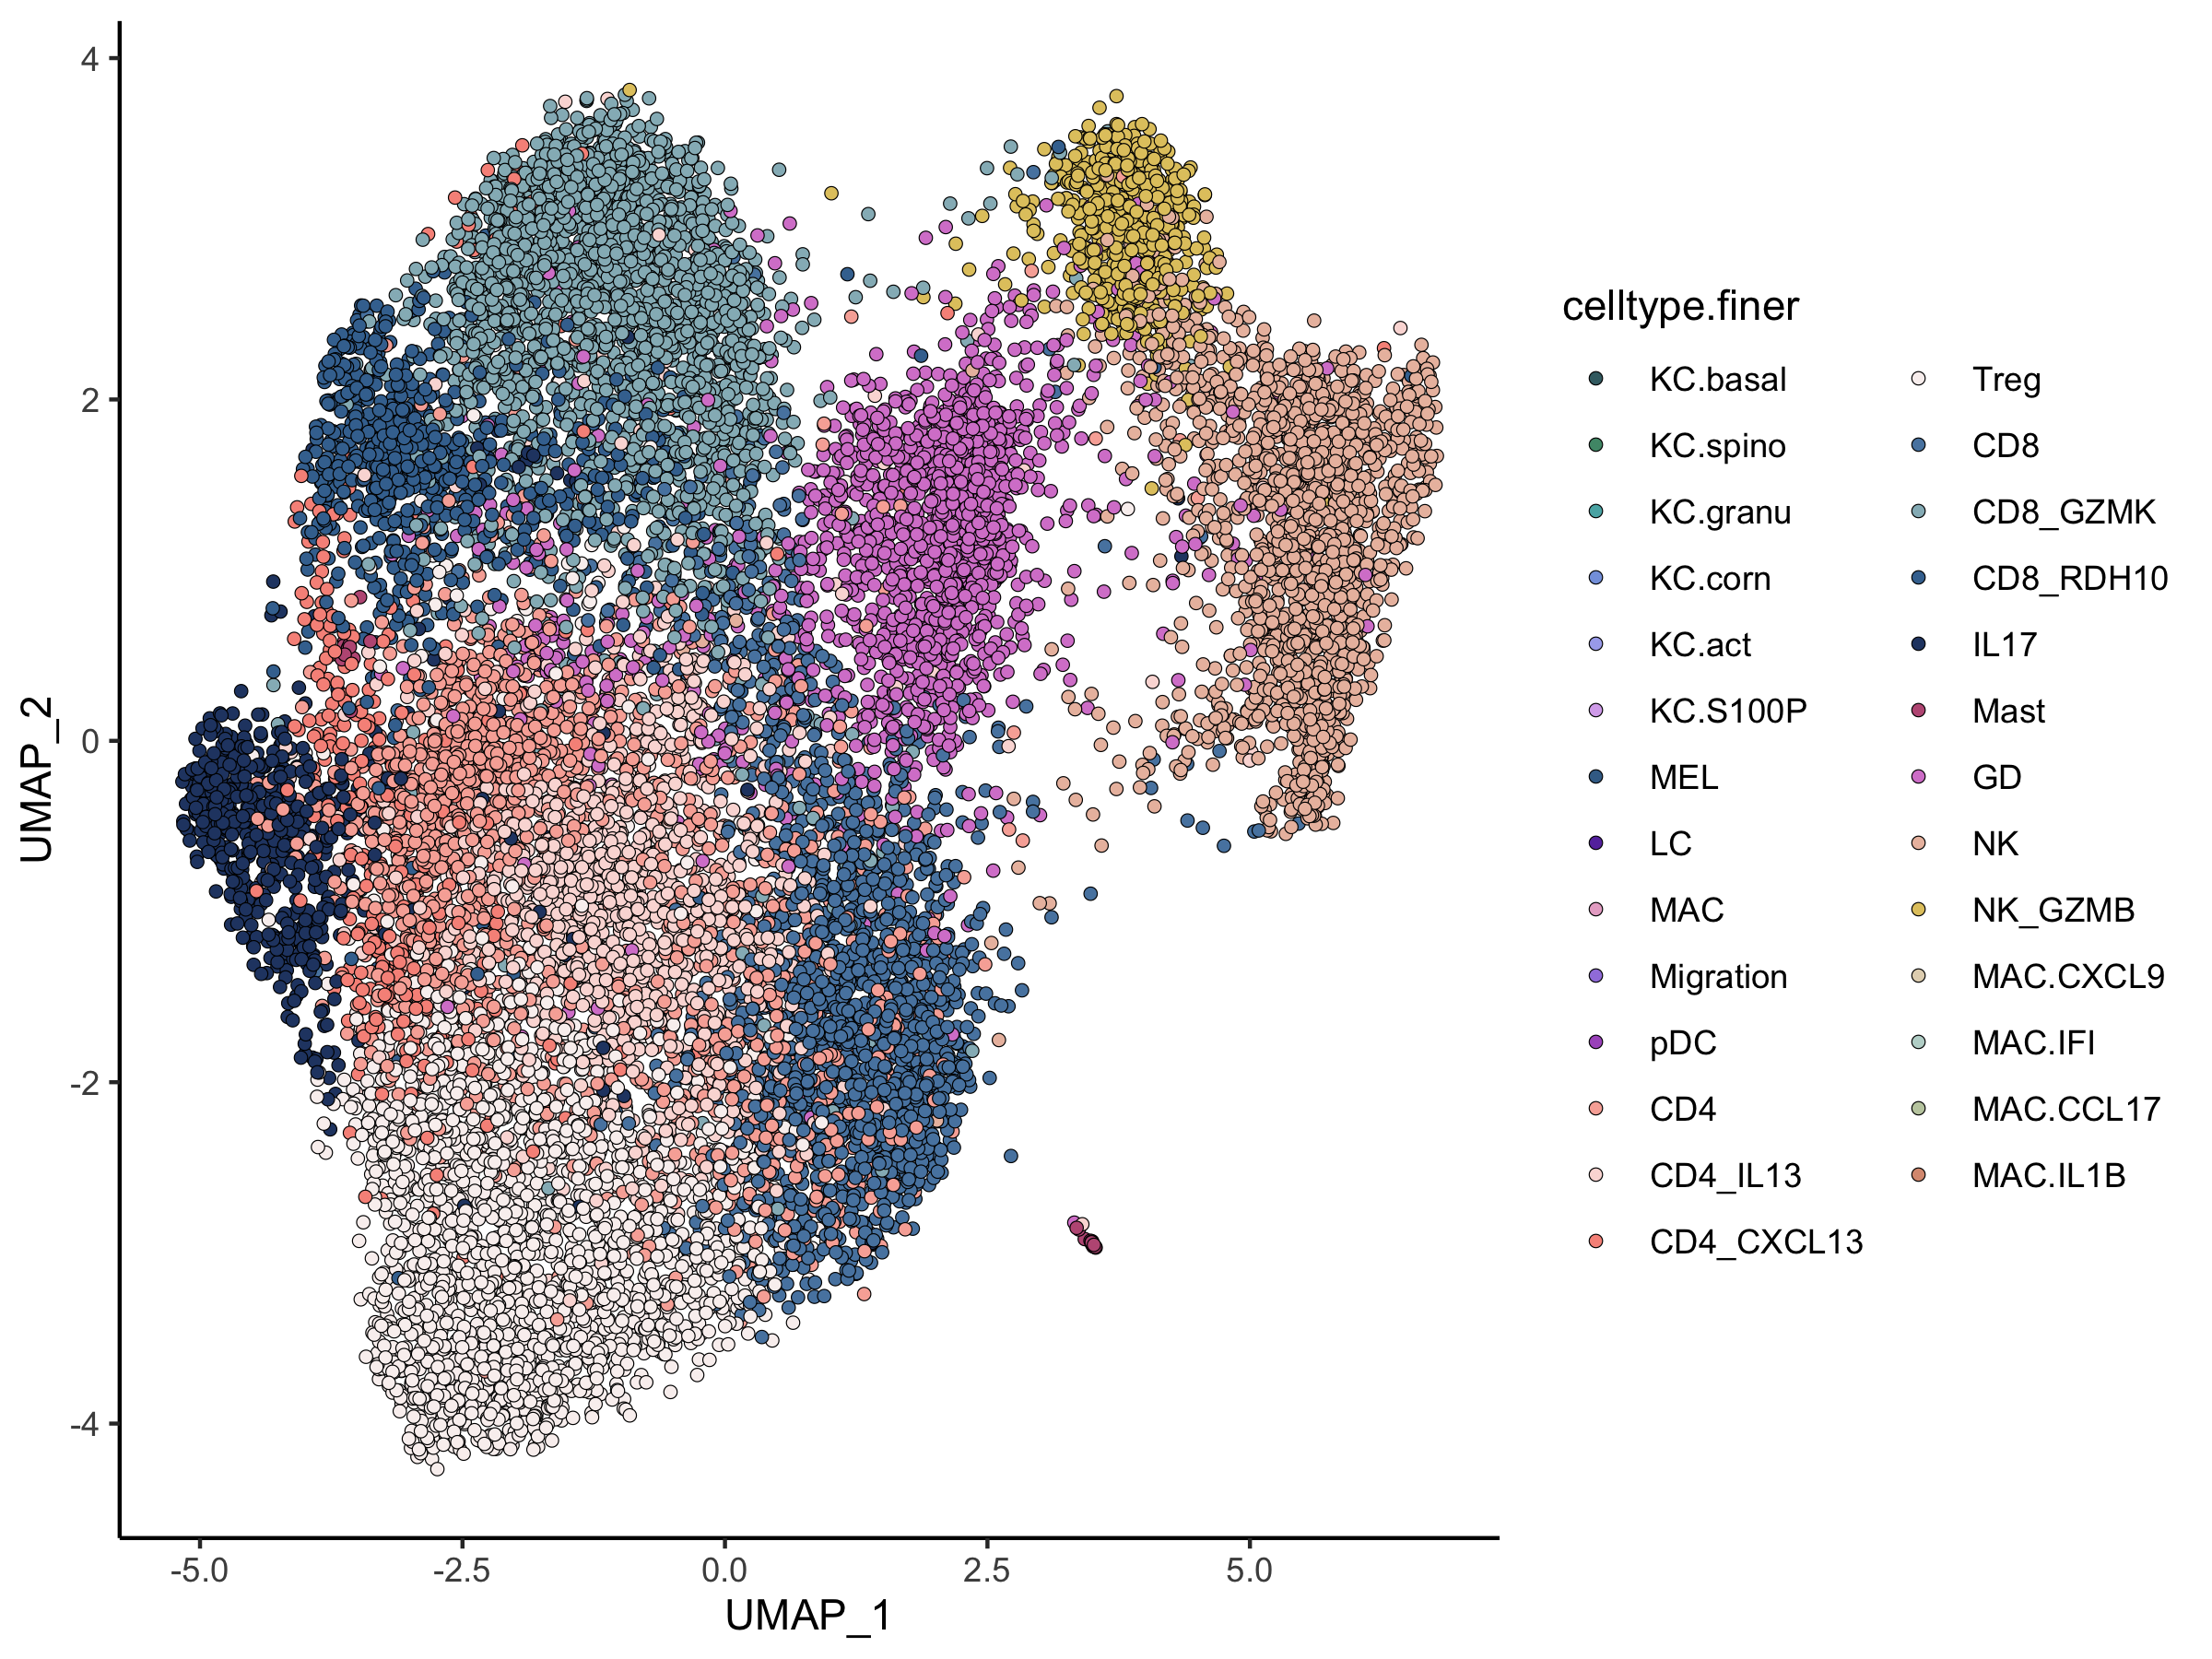 4
2
0
-2
-4
UMAP_2
-5.0
-2.5
0.0
2.5
5.0
UMAP_1
celltype.finer
KC.basal
KC.spino
KC.granu
KC.corn
KC.act
KC.S100P
MEL
LC
MAC
Migration
pDC
CD4
CD4_IL13
CD4_CXCL13
Treg
CD8
CD8_GZMK
CD8_RDH10
IL17
Mast
GD
NK
NK_GZMB
MAC.CXCL9
MAC.IFI
MAC.CCL17
MAC.IL1B